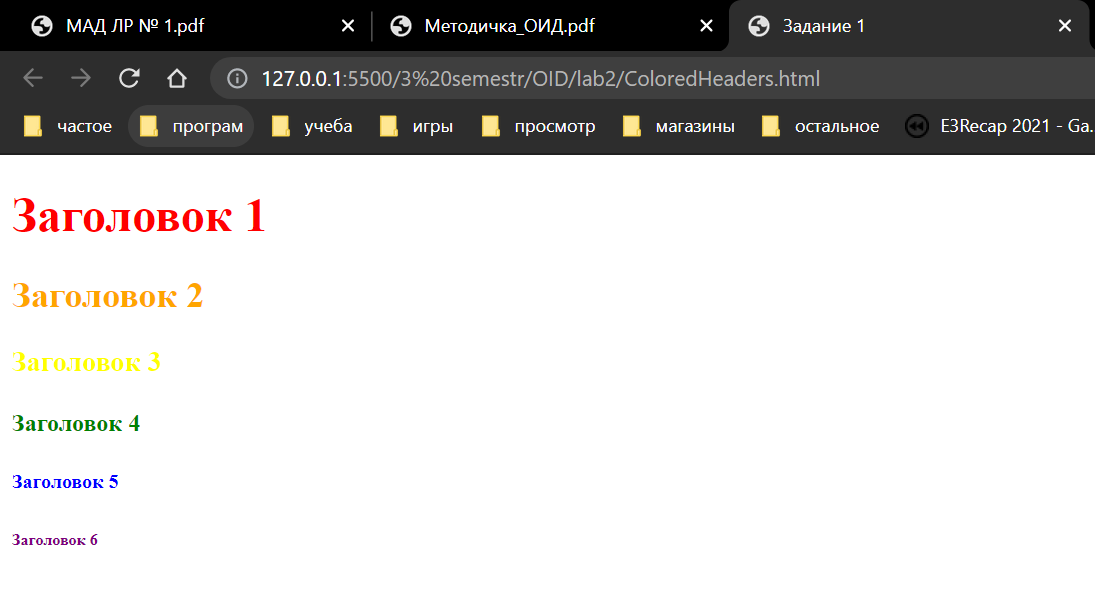 МАД ЛР № 1.pdf Методичка_ОИД.pdf Задание 1
127.0.0.1:5500/3%20semestr/OID/lab2/ColoredHeaders.html
частое програм учеба игры просмотр магазины остальное E3Recap 2021 - Ga.
Заголовок 1
Заголовок 2
Заголовок 3
Заголовок 4
Заголовок 5
Заголовок 6